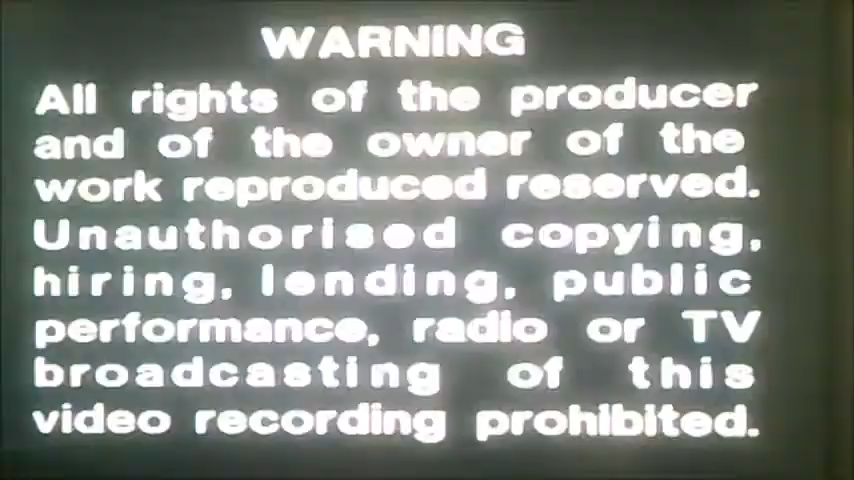 WARNING
All rights of the producer
and of the owner of the
work reproduced reserved.
Unauthorised copying,
hiring, lending, public
performance, radio or TV
broadcasting of this
video recording prohibited.